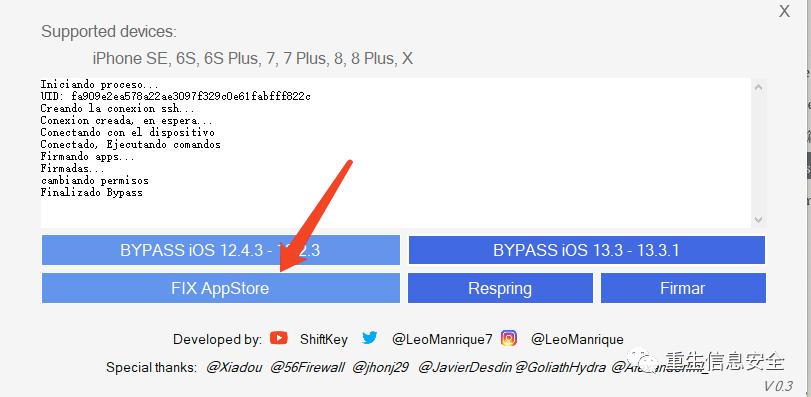 X
Supported devices:
iPhone SE, 6S, 6S Plus, 7, 7 Plus, 8, 8 Plus, X
Iniciando proceso...
UID: fa909e2ea578a22ae3097f329c0e61fabfff822c
Creando la conexion ssh...
Conexion creada, en espera...
Conectando con el dispositivo
Conectado, Ejecutando comandos
Firmando apps...
Firmadas...
cambiando permisos
Finalizado Bypass
BYPASS iOS 12.4.3 - 2.3 BYPASS iOS 13.3 - 13.3.1
FIX AppStore Respring Firmar
Developed by: ShiftKey @LeoManrique7 @LeoManrique
Special thanks: @Xiadou @56Firewall @jhonj29 @JavierDesdin @GoliathHydra
重生信息安全
V 0.3